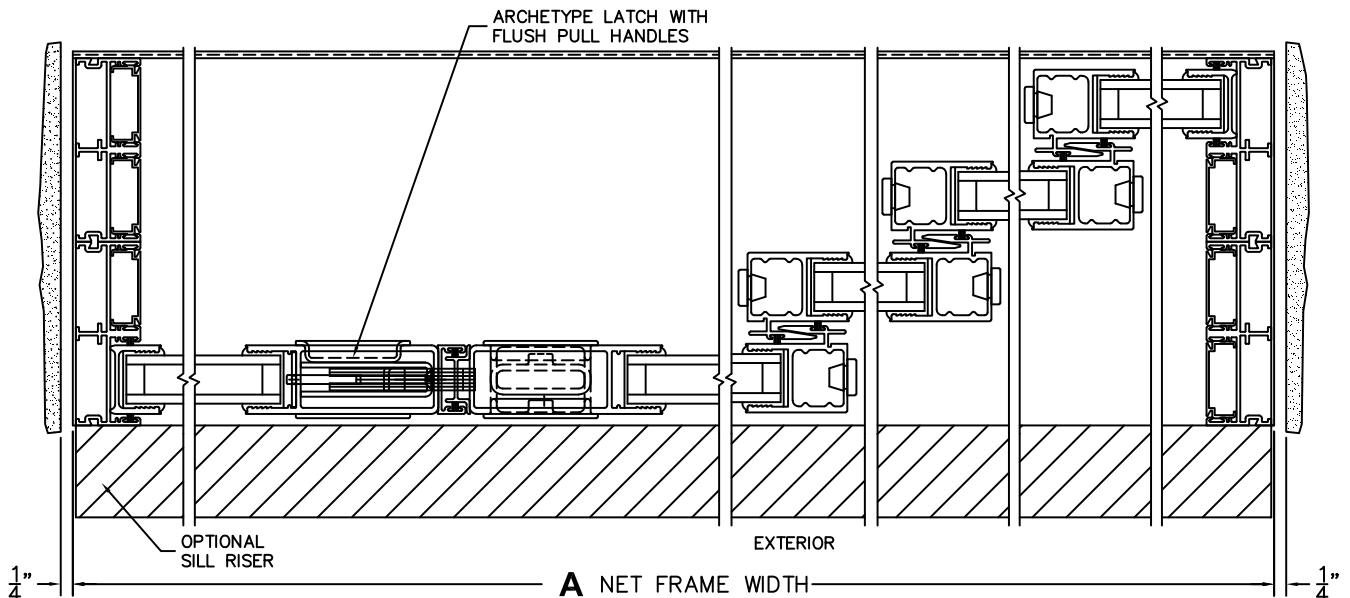 ARCHETYPE LATCH WITH
FLUSH PULL HANDLES
OPTIONAL
SILL RISER
EXTERIOR
1/4" A NET FRAME WIDTH 1/4"